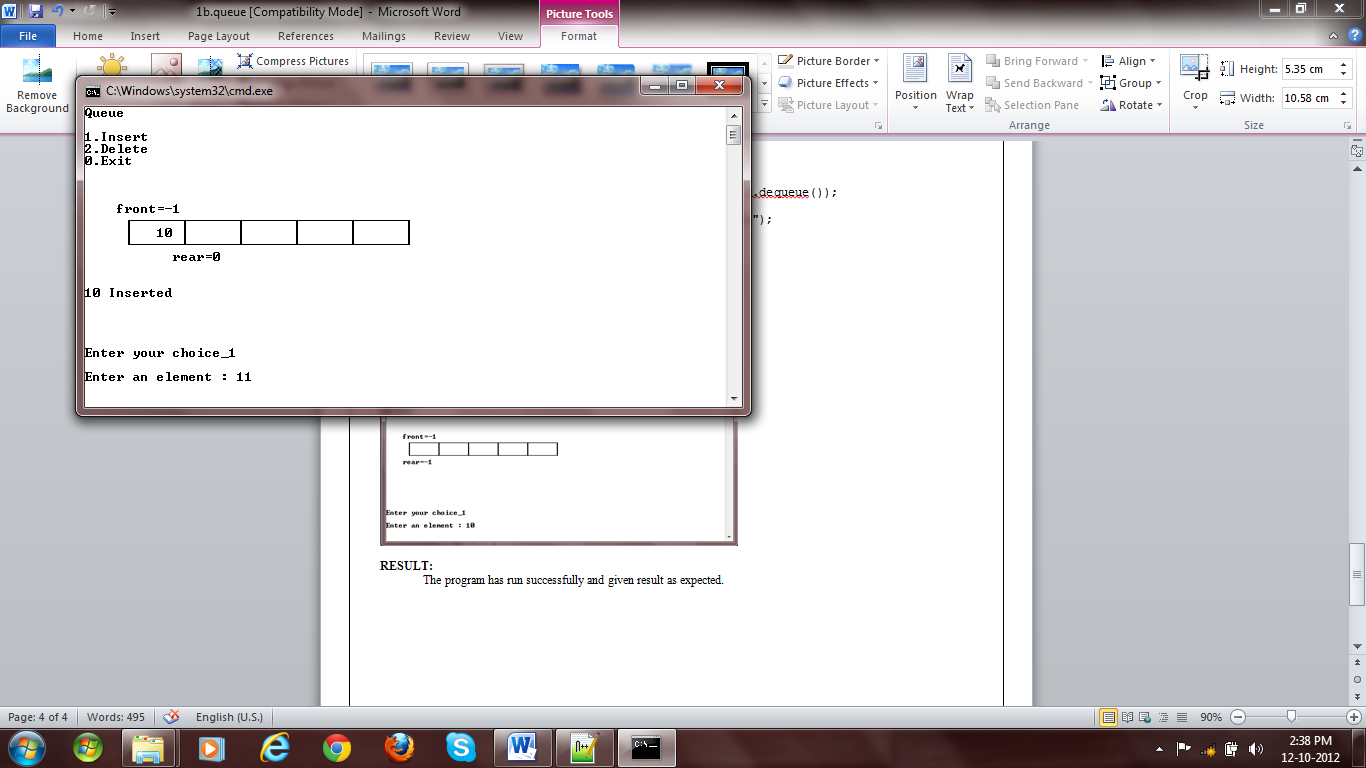 1b.queue [Compatibility Mode] - Microsoft Word
Picture Tools
File Home Insert Page Layout References Mailings Review View Format
Remove Background
Compress Pictures
Picture Border
Picture Effects
Picture Layout
Position
Wrap Text
Bring Forward
Send Backward
Selection Pane
Align
Group
Rotate
Arrange
Crop
Height: 5.35 cm
Width: 10.58 cm
Size
C:\Windows\system32\cmd.exe
Queue
1.Insert
2.Delete
0.Exit
front=-1
10
rear=0
10 Inserted
Enter your choice_1
Enter an element : 11
.dequeue());
");
front=-1
rear=-1
Enter your choice_1
Enter an element : 10
RESULT:
The program has run successfully and given result as expected.
Page: 4 of 4 Words: 495 English (U.S.) 90%
2:38 PM
12-10-2012